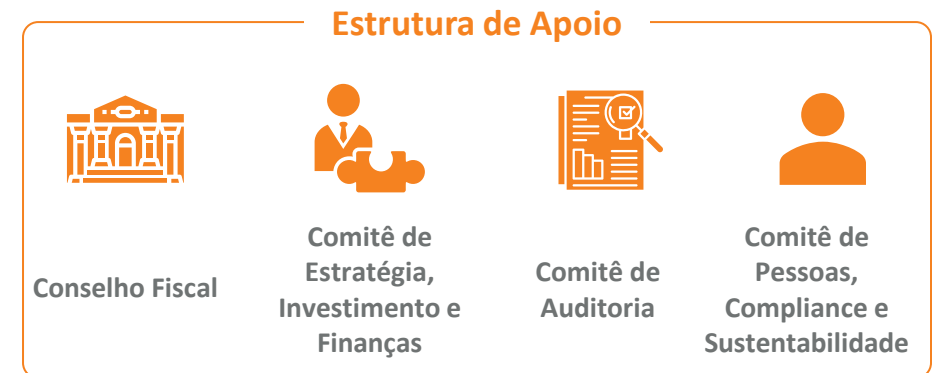 Estrutura de Apoio
Conselho Fiscal
Comitê de
Estratégia,
Investimento e
Finanças
Comitê de
Auditoria
Comitê de
Pessoas,
Compliance e
Sustentabilidade